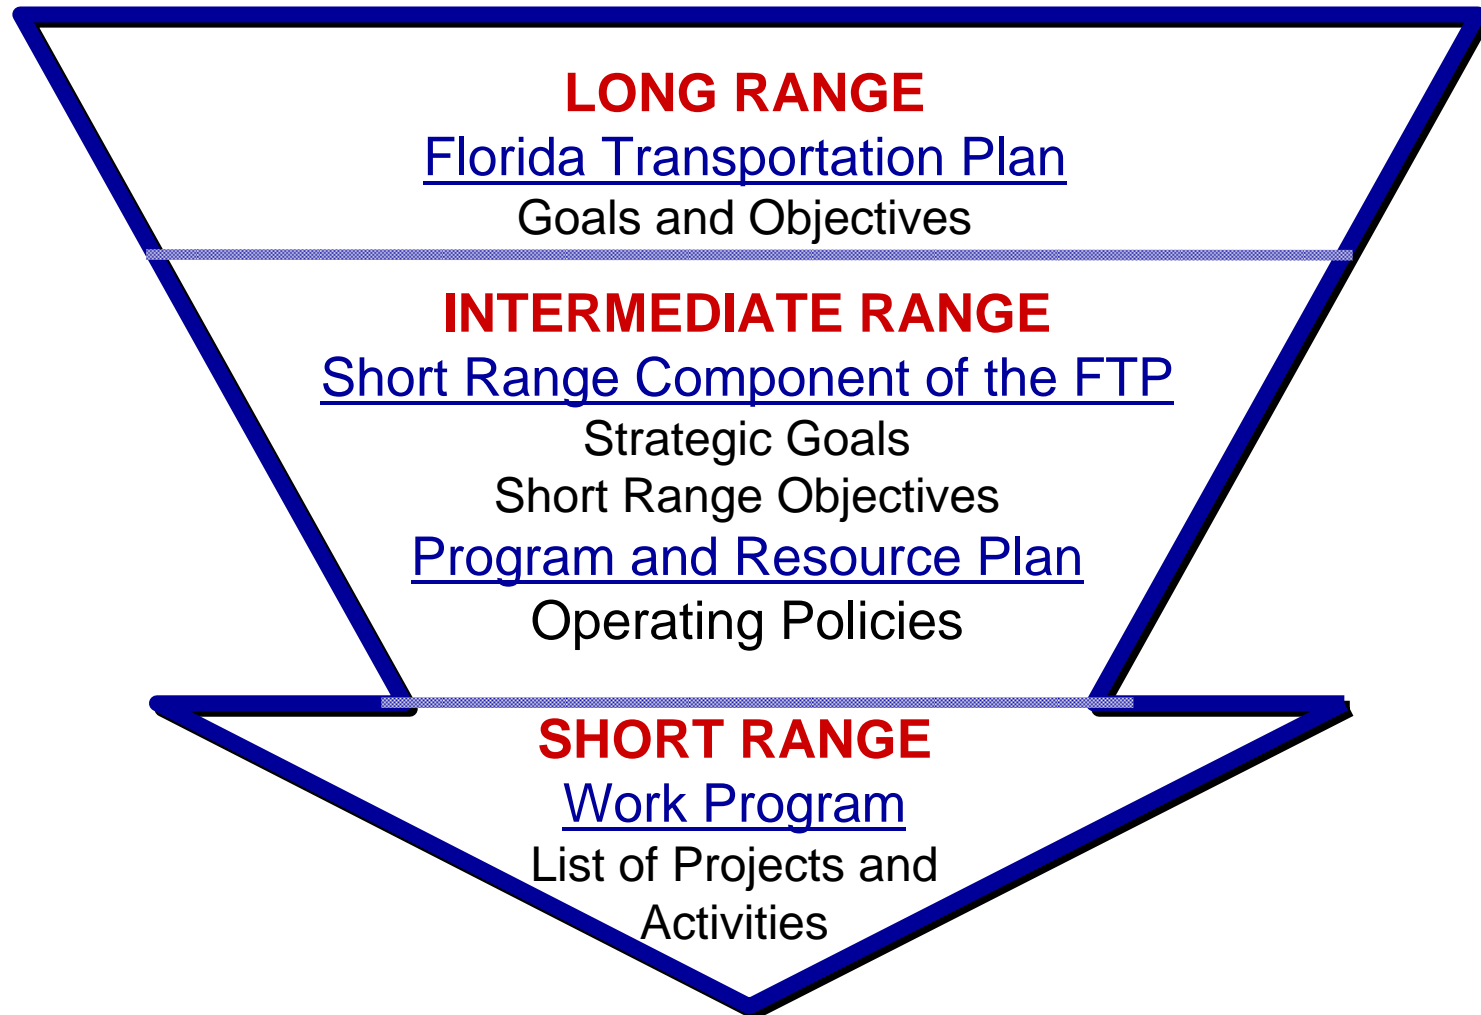 LONG RANGE
Florida Transportation Plan
Goals and Objectives
INTERMEDIATE RANGE
Short Range Component of the FTP
Strategic Goals
Short Range Objectives
Program and Resource Plan
Operating Policies
SHORT RANGE
Work Program
List of Projects and
Activities